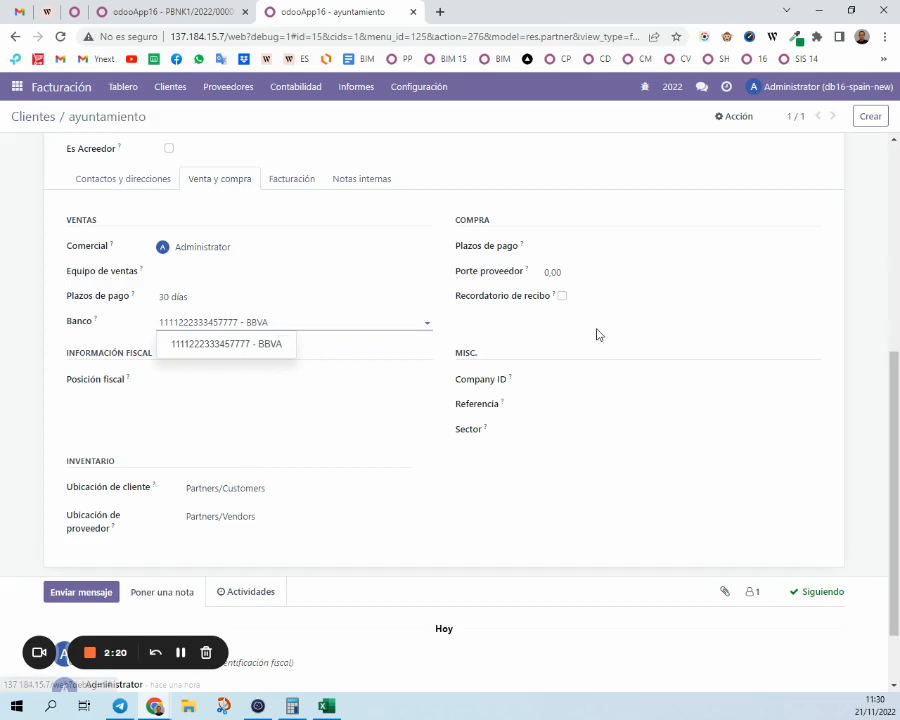 odooApp16 - PBNK1/2022/0000
odooApp16 - ayuntamiento
No es seguro 137.184.15.7/web?debug=1#id=15&cids=1&menu_id=125&action=276&model=res.partner&view_type=f...
Ynext ES BIM PP BIM 15 BIM CP CD CM CV SH 16 SIS 14 »
Facturación Tablero Clientes Proveedores Contabilidad Informes Configuración 2022 A Administrator (db16-spain-new)
Clientes / ayuntamiento Acción 1 / 1 Crear
Es Acreedor ?
Contactos y direcciones Venta y compra Facturación Notas internas
VENTAS
Comercial ? A Administrator
Equipo de ventas ?
Plazos de pago ? 30 días
Banco ? 1111222333457777 - BBVA
1111222333457777 - BBVA
COMPRA
Plazos de pago ?
Porte proveedor ? 0,00
Recordatorio de recibo ?
INFORMACIÓN FISCAL
Posición fiscal ?
MISC.
Company ID ?
Referencia ?
Sector ?
INVENTARIO
Ubicación de cliente ? Partners/Customers
Ubicación de
proveedor ? Partners/Vendors
Enviar mensaje Poner una nota Actividades 1 Siguiendo
Hoy
2:20
entificación fiscal)
Administrator - hace una hora
11:30
21/11/2022